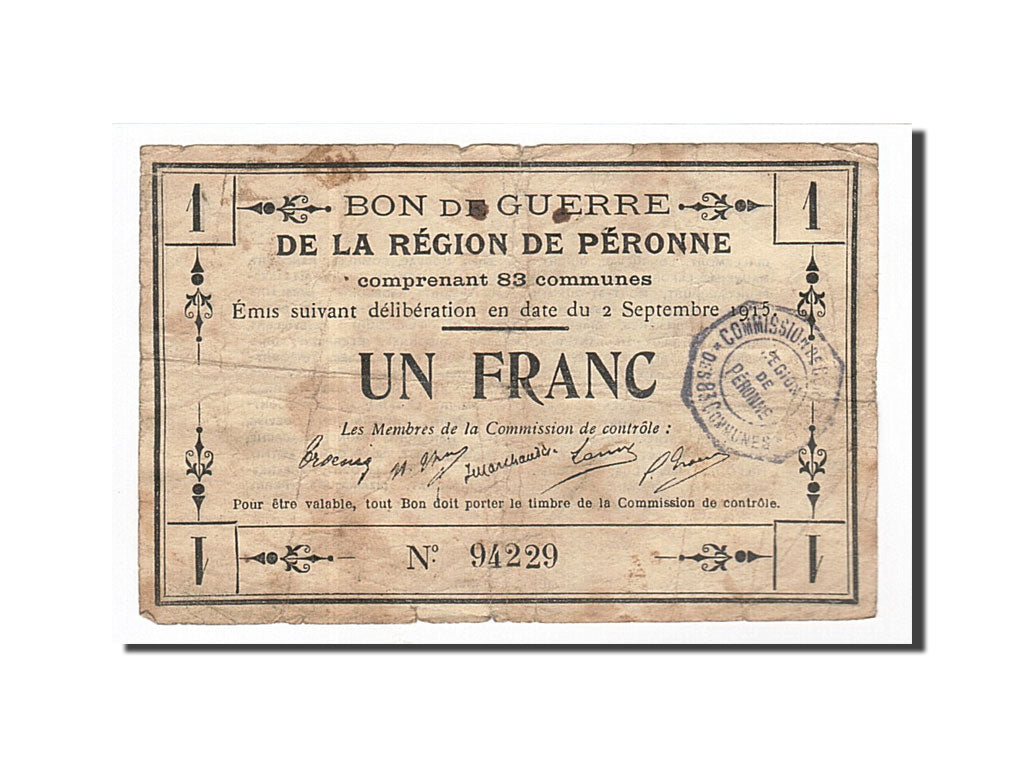 1 1
BON DE GUERRE
DE LA RÉGION DE PÉRONNE
comprenant 83 communes
Émis suivant délibération en date du 2 Septembre 1915.
UN FRANC
COMMISSION DE
DES 83 COMMUNES
RÉGION
DE
PÉRONNE
Les Membres de la Commission de contrôle :
Pour être valable, tout Bon doit porter le timbre de la Commission de contrôle.
1 1
N° 94229